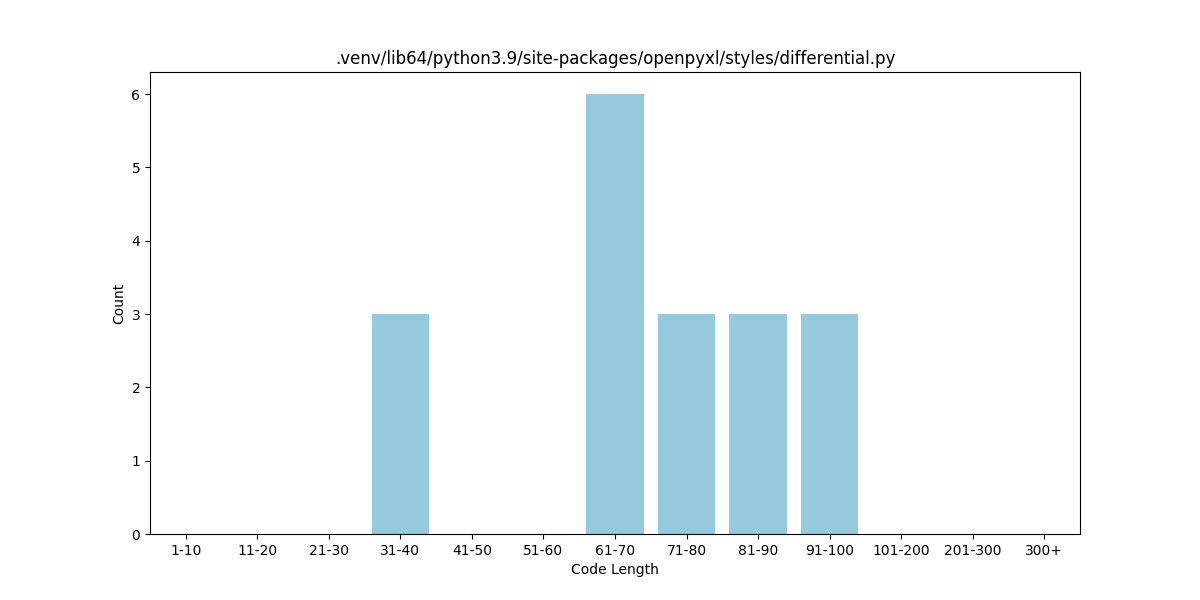 .venv/lib64/python3.9/site-packages/openpyxl/styles/differential.py
6
5
4
3
2
1
0
Count
1-10 11-20 21-30 31-40 41-50 51-60 61-70 71-80 81-90 91-100 101-200 201-300 300+
Code Length